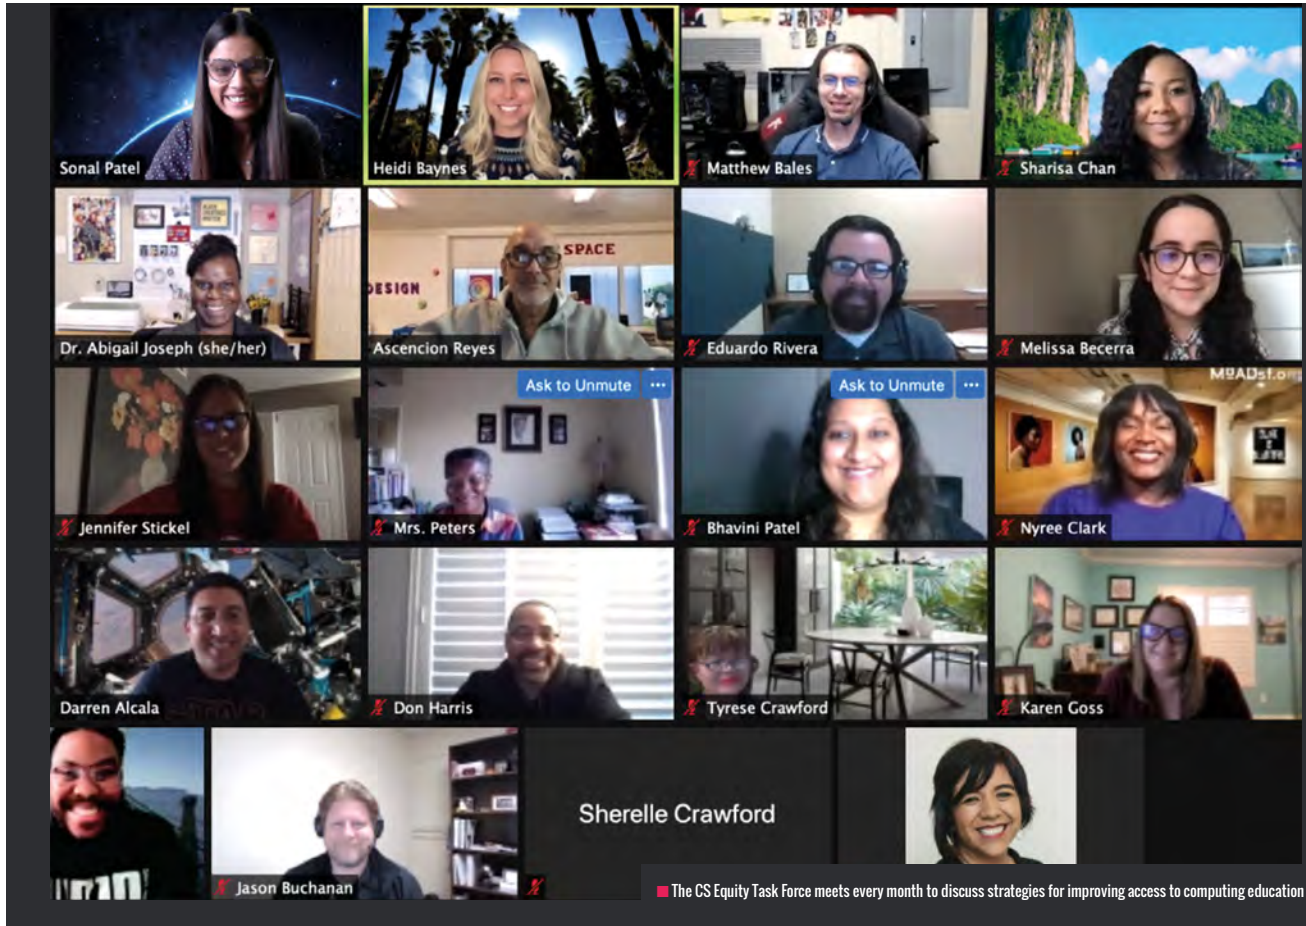 Sonal Patel
Heidi Baynes
Matthew Bales
Sharisa Chan
Dr. Abigail Joseph (she/her)
DESIGN
SPACE
Ascencion Reyes
Eduardo Rivera
Melissa Becerra
Jennifer Stickel
Ask to Unmute
Mrs. Peters
Ask to Unmute
Bhavini Patel
MoADsf.org
Nyree Clark
Darren Alcala
Don Harris
Tyrese Crawford
Karen Goss
Jason Buchanan
Sherelle Crawford
The CS Equity Task Force meets every month to discuss strategies for improving access to computing education